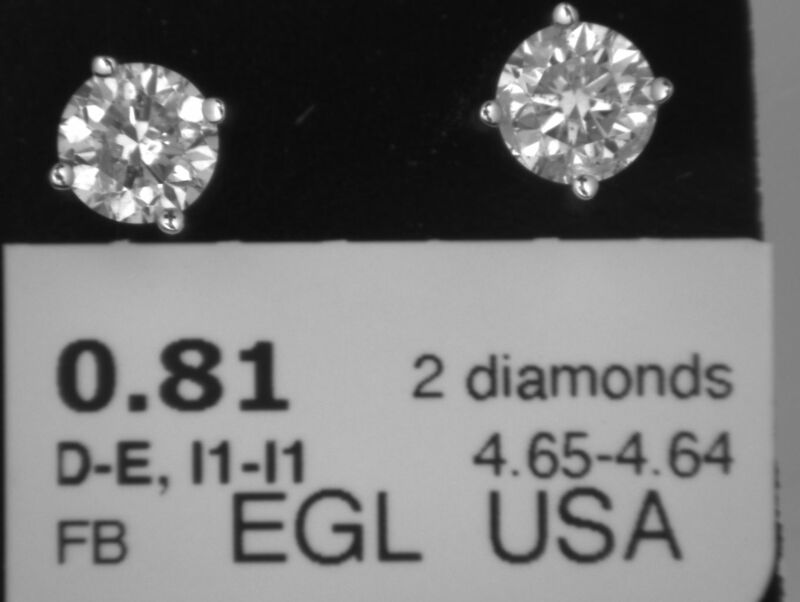 0.81 2 diamonds
D-E, I1-I1 4.65-4.64
FB EGL USA